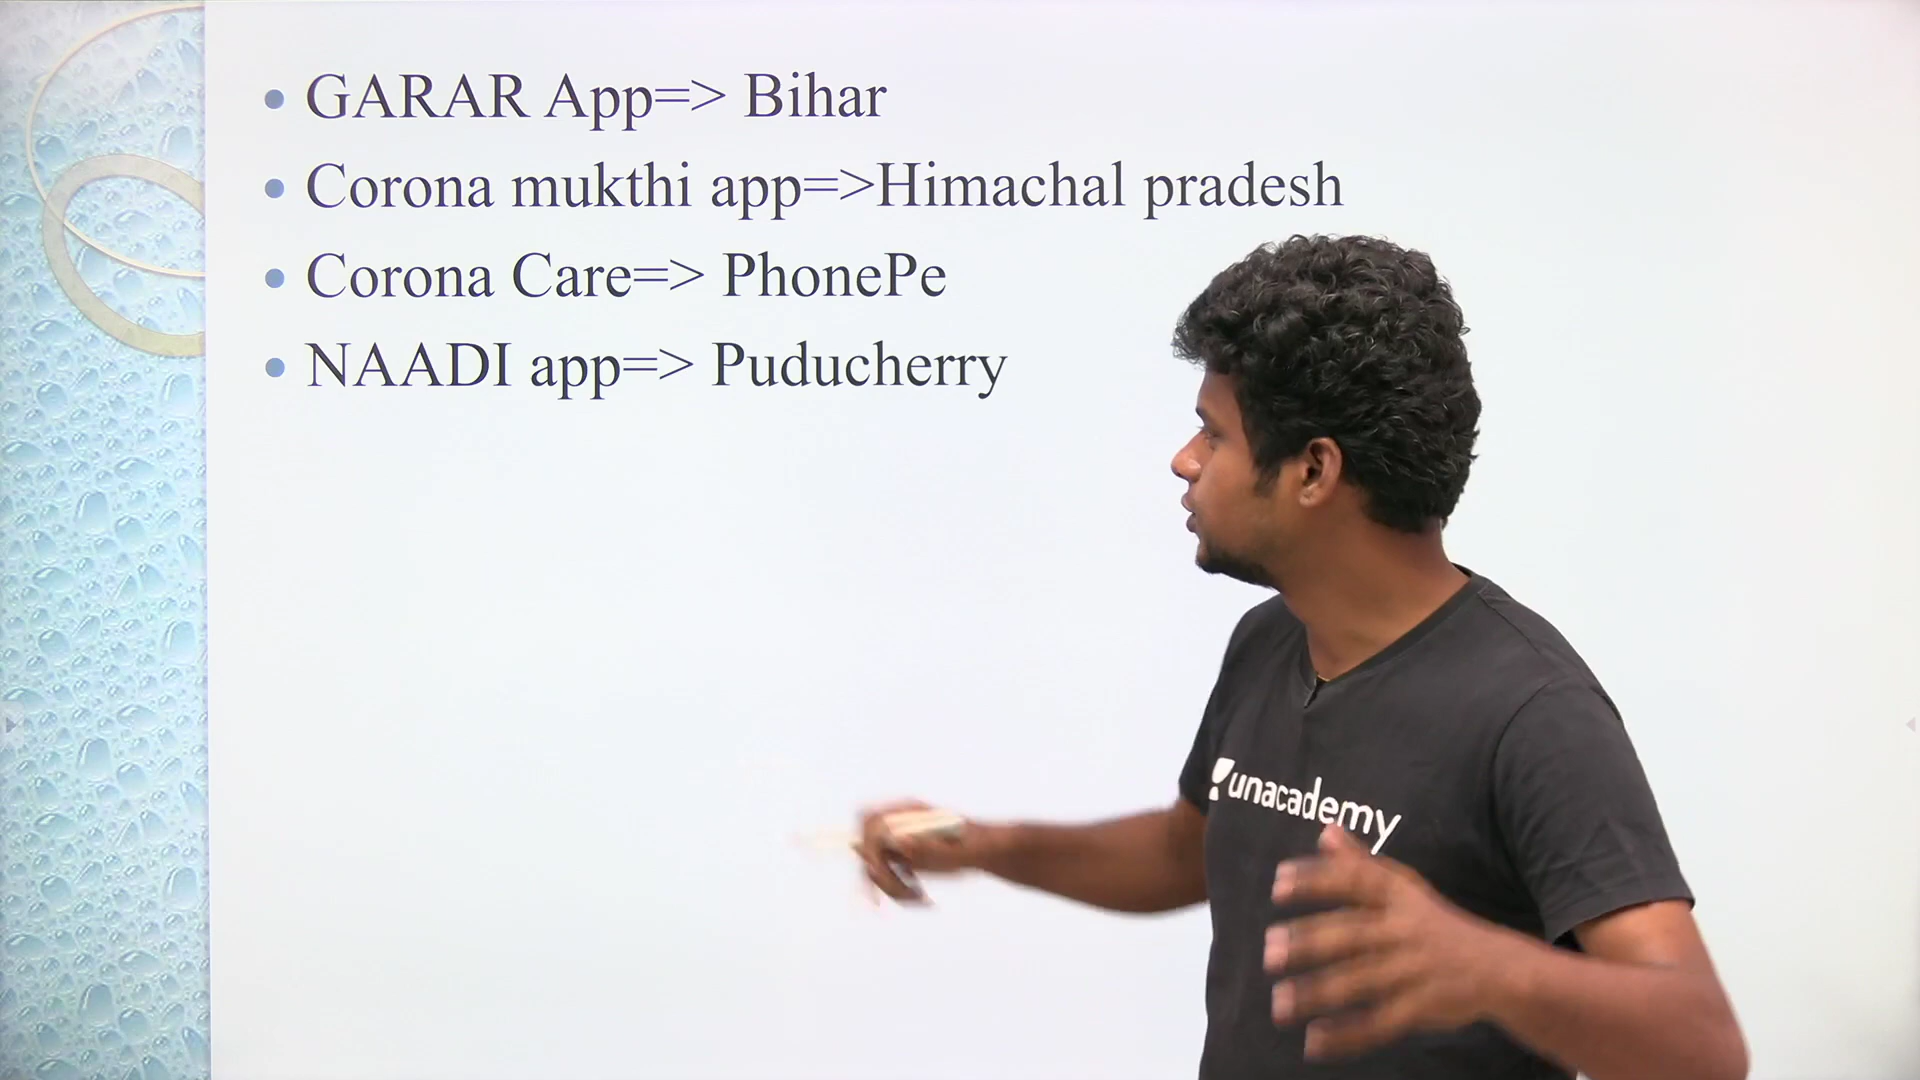 • GARAR App=> Bihar
• Corona mukthi app=>Himachal pradesh
• Corona Care=> PhonePe
• NAADI app=> Puducherry
unacademy